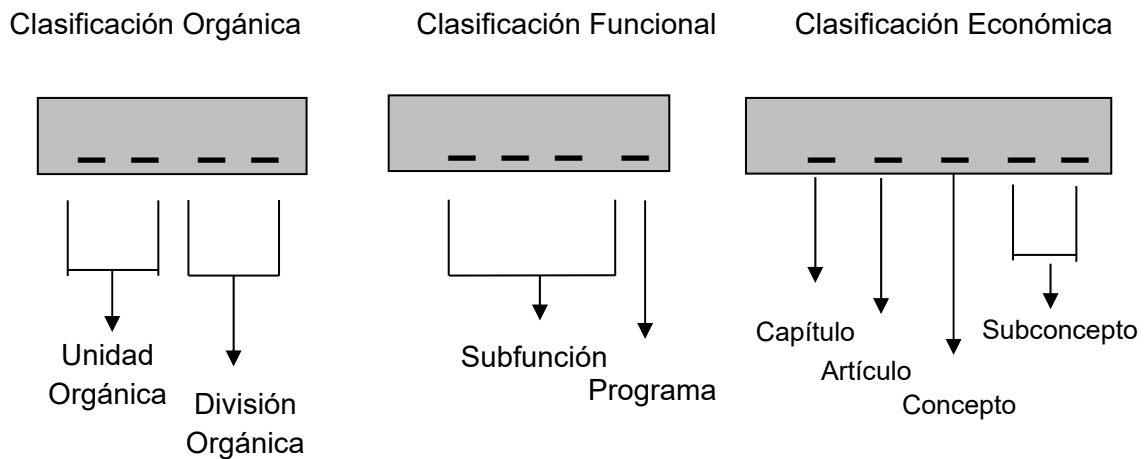 Clasificación Orgánica
Clasificación Funcional
Clasificación Económica
Unidad
Orgánica
División
Orgánica
Subfunción
Programa
Capítulo
Artículo
Concepto
Subconcepto